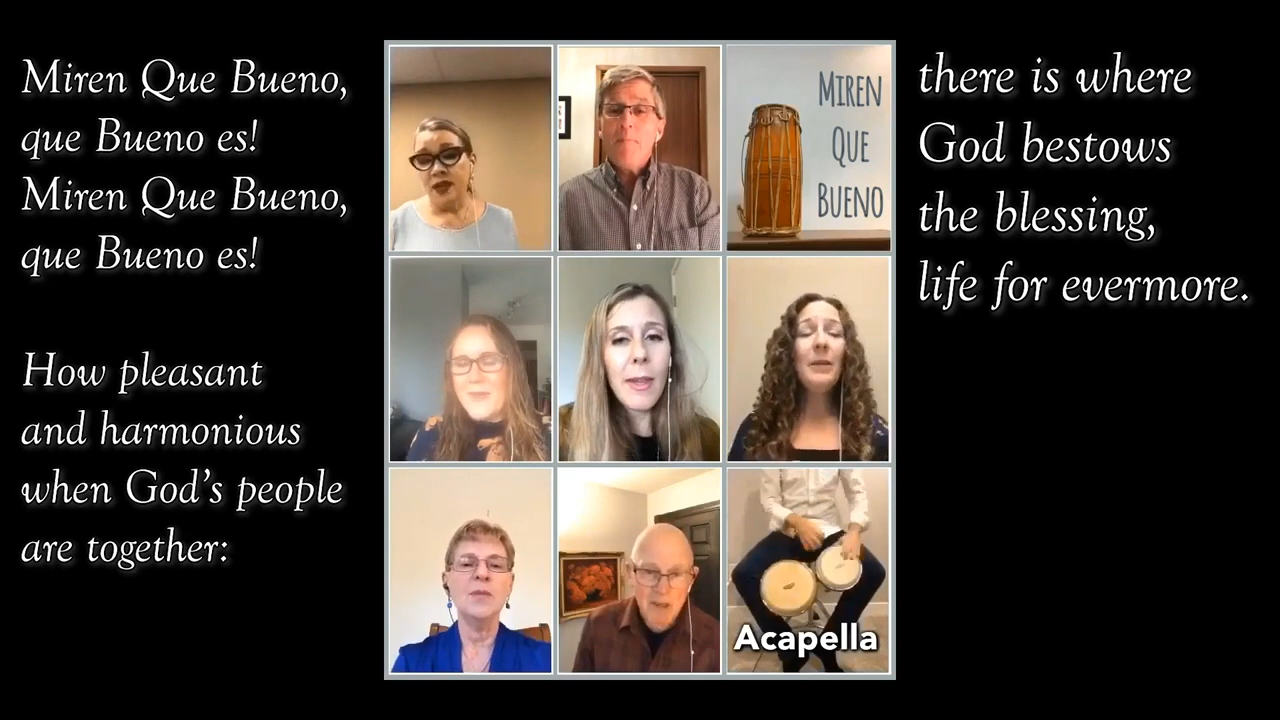 Miren Que Bueno,
que Bueno es!
Miren Que Bueno,
que Bueno es!
How pleasant
and harmonious
when God's people
are together:
MIREN
QUE
BUENO
Acapella
there is where
God bestows
the blessing,
life for evermore.